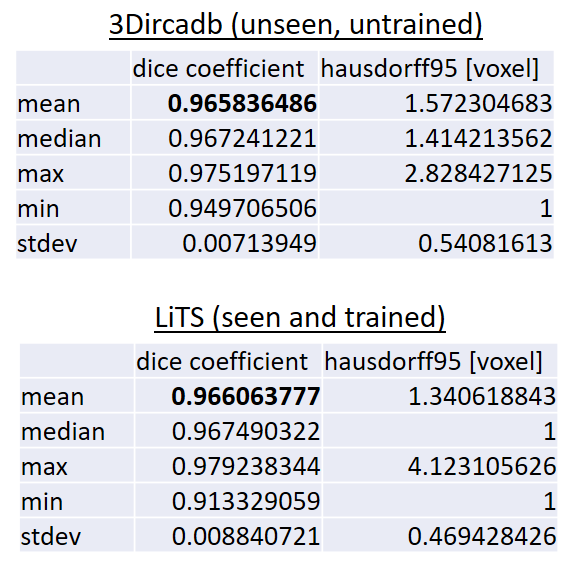 3Dircadb (unseen, untrained)
dice coefficient hausdorff95 [voxel]
mean 0.965836486 1.572304683
median 0.967241221 1.414213562
max 0.975197119 2.828427125
min 0.949706506 1
stdev 0.00713949 0.54081613
LiTS (seen and trained)
dice coefficient hausdorff95 [voxel]
mean 0.966063777 1.340618843
median 0.967490322 1
max 0.979238344 4.123105626
min 0.913329059 1
stdev 0.008840721 0.469428426